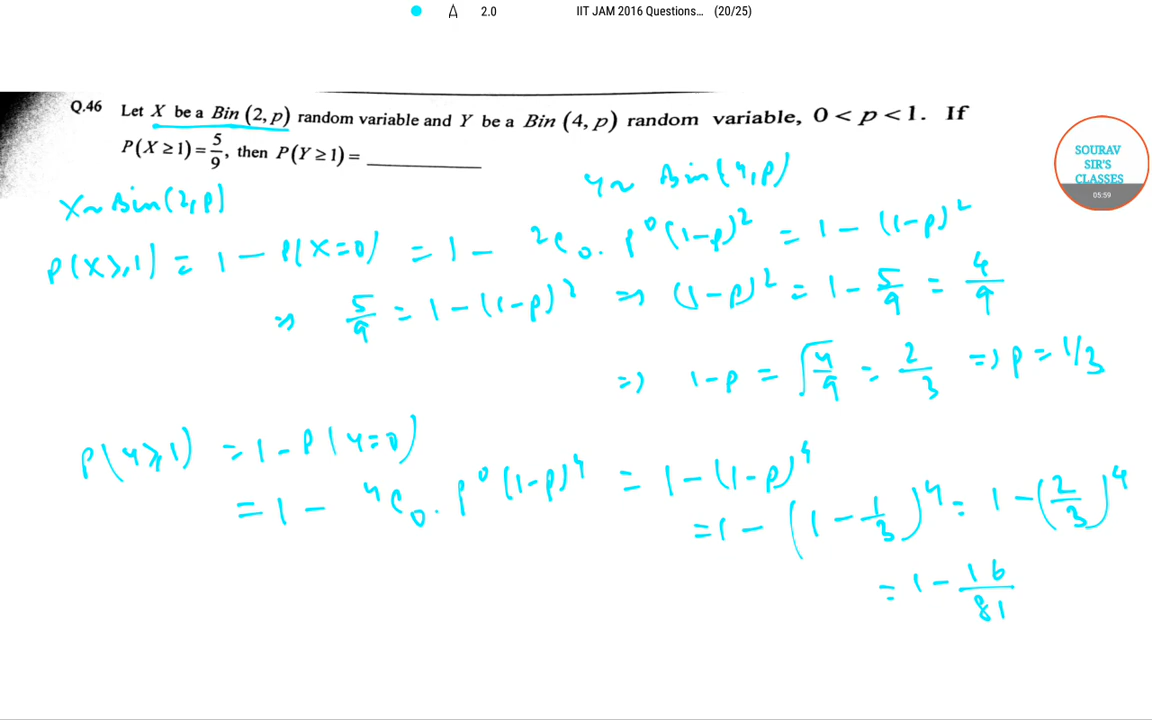 2.0 IIT JAM 2016 Questions... (20/25)
Q.46 Let X be a Bin (2, p) random variable and Y be a Bin (4, p) random variable, 0 < p < 1. If
P(X ≥ 1) = 5/9, then P(Y ≥ 1) = ________
SOURAV
SIR'S
CLASSES
05:59
X ~ Bin(2, p) Y ~ Bin(4, p)
P(X ≥ 1) = 1 - P(X=0) = 1 - ²C₀ . p⁰ (1-p)² = 1 - (1-p)²
⇒ 5/9 = 1 - (1-p)² ⇒ (1-p)² = 1 - 5/9 = 4/9
⇒ 1-p = √4/9 = 2/3 ⇒ p = 1/3
P(Y ≥ 1) = 1 - P(Y=0)
= 1 - ⁴C₀ . p⁰ (1-p)⁴ = 1 - (1-p)⁴
= 1 - (1 - 1/3)⁴ = 1 - (2/3)⁴
= 1 - 16/81